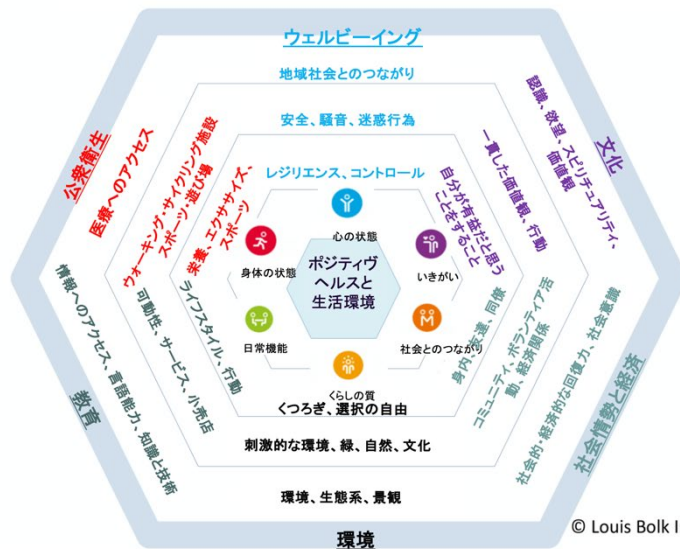 ウェルビーイング
地域社会とのつながり
安全、騒音、迷惑行為
レジリエンス、コントロール
心の状態
公衆衛生
医療へのアクセス
ウォーキング・サイクリング施設
スポーツ・遊び場
栄養、エクササイズ、
スポーツ
身体の状態
文化
認識、欲望、スピリチュアリティ、
価値観
一貫した価値観、行動
自分が有益だと思う
ことをすること
いきがい
ポジティヴ
ヘルスと
生活環境
教育
情報へのアクセス、言語能力、知識と技術
可動性・サービス、小売店
ライフスタイル、行動
日常機能
社会情勢と経済
社会的・経済的な回復力、社会意識
コミュニティ、ボランティア活
動、経済関係
身内、友達、同僚
社会とのつながり
くらしの質
くつろぎ、選択の自由
刺激的な環境、緑、自然、文化
環境、生態系、景観
環境
© Louis Bolk I